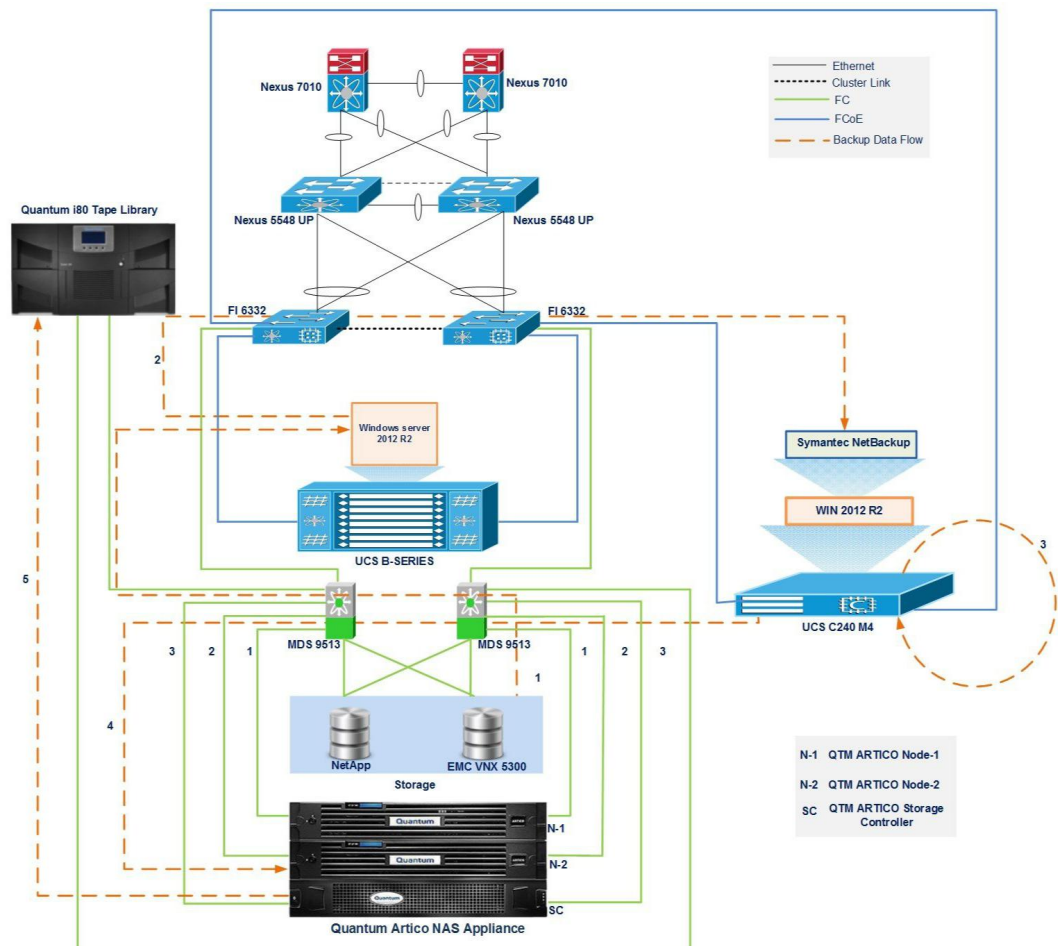 Nexus 7010
Nexus 7010
Ethernet
Cluster Link
FC
FCoE
Backup Data Flow
Nexus 5548 UP
Nexus 5548 UP
Quantum i80 Tape Library
FI 6332
FI 6332
2
Windows server
2012 R2
Symantec NetBackup
WIN 2012 R2
3
UCS B-SERIES
5
UCS C240 M4
MDS 9513
MDS 9513
3
2
1
1
2
3
1
4
NetApp
EMC VNX 5300
Storage
N-1 QTM ARTICO Node-1
N-2 QTM ARTICO Node-2
SC QTM ARTICO Storage
Controller
Quantum
N-1
Quantum
N-2
Quantum
SC
Quantum Artico NAS Appliance